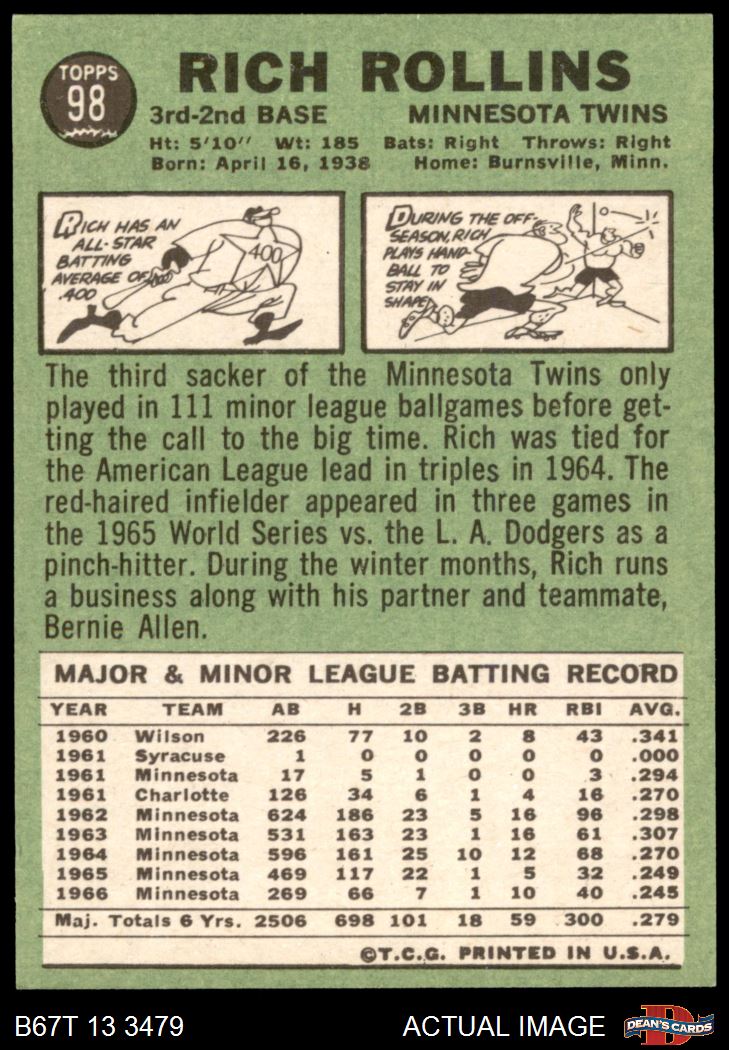 TOPPS
98
RICH ROLLINS
3rd-2nd BASE MINNESOTA TWINS
Ht: 5'10" Wt: 185 Bats: Right Throws: Right
Born: April 16, 1938 Home: Burnsville, Minn.
RICH HAS AN
ALL-STAR
BATTING
AVERAGE OF
.400
400
DURING THE OFF-
SEASON, RICH
PLAYS HAND-
BALL TO
STAY IN
SHAPE
The third sacker of the Minnesota Twins only
played in 111 minor league ballgames before get-
ting the call to the big time. Rich was tied for
the American League lead in triples in 1964. The
red-haired infielder appeared in three games in
the 1965 World Series vs. the L. A. Dodgers as a
pinch-hitter. During the winter months, Rich runs
a business along with his partner and teammate,
Bernie Allen.
MAJOR & MINOR LEAGUE BATTING RECORD
YEAR TEAM AB H 2B 3B HR RBI AVG.
1960 Wilson 226 77 10 2 8 43 .341
1961 Syracuse 1 0 0 0 0 0 .000
1961 Minnesota 17 5 1 0 0 3 .294
1961 Charlotte 126 34 6 1 4 16 .270
1962 Minnesota 624 186 23 5 16 96 .298
1963 Minnesota 531 163 23 1 16 61 .307
1964 Minnesota 596 161 25 10 12 68 .270
1965 Minnesota 469 117 22 1 5 32 .249
1966 Minnesota 269 66 7 1 10 40 .245
Maj. Totals 6 Yrs. 2506 698 101 18 59 300 .279
©T.C.G. PRINTED IN U.S.A.
B67T 13 3479 ACTUAL IMAGE
D
DEAN'S CARDS